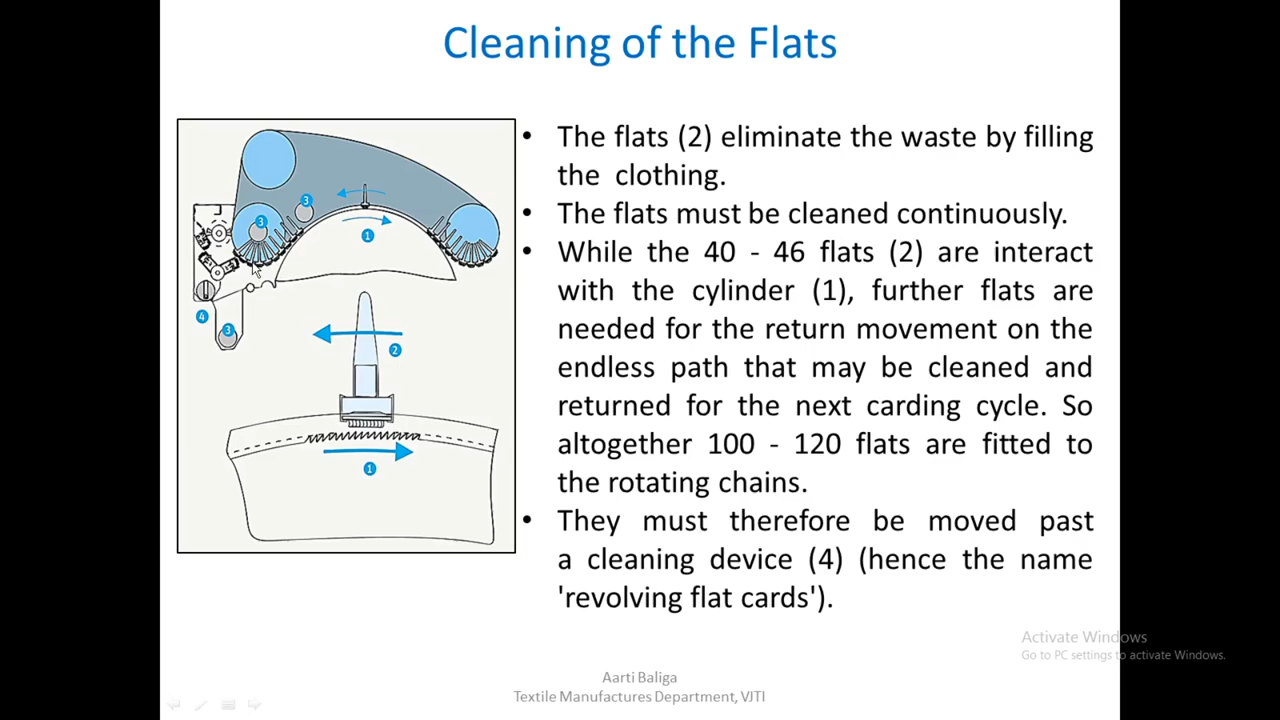 Cleaning of the Flats
• The flats (2) eliminate the waste by filling
the clothing.
• The flats must be cleaned continuously.
• While the 40 - 46 flats (2) are interact
with the cylinder (1), further flats are
needed for the return movement on the
endless path that may be cleaned and
returned for the next carding cycle. So
altogether 100 - 120 flats are fitted to
the rotating chains.
• They must therefore be moved past
a cleaning device (4) (hence the name
'revolving flat cards').
3
3
1
4
3
2
1
Activate Windows
Go to PC settings to activate Windows.
Aarti Baliga
Textile Manufactures Department, VJTI